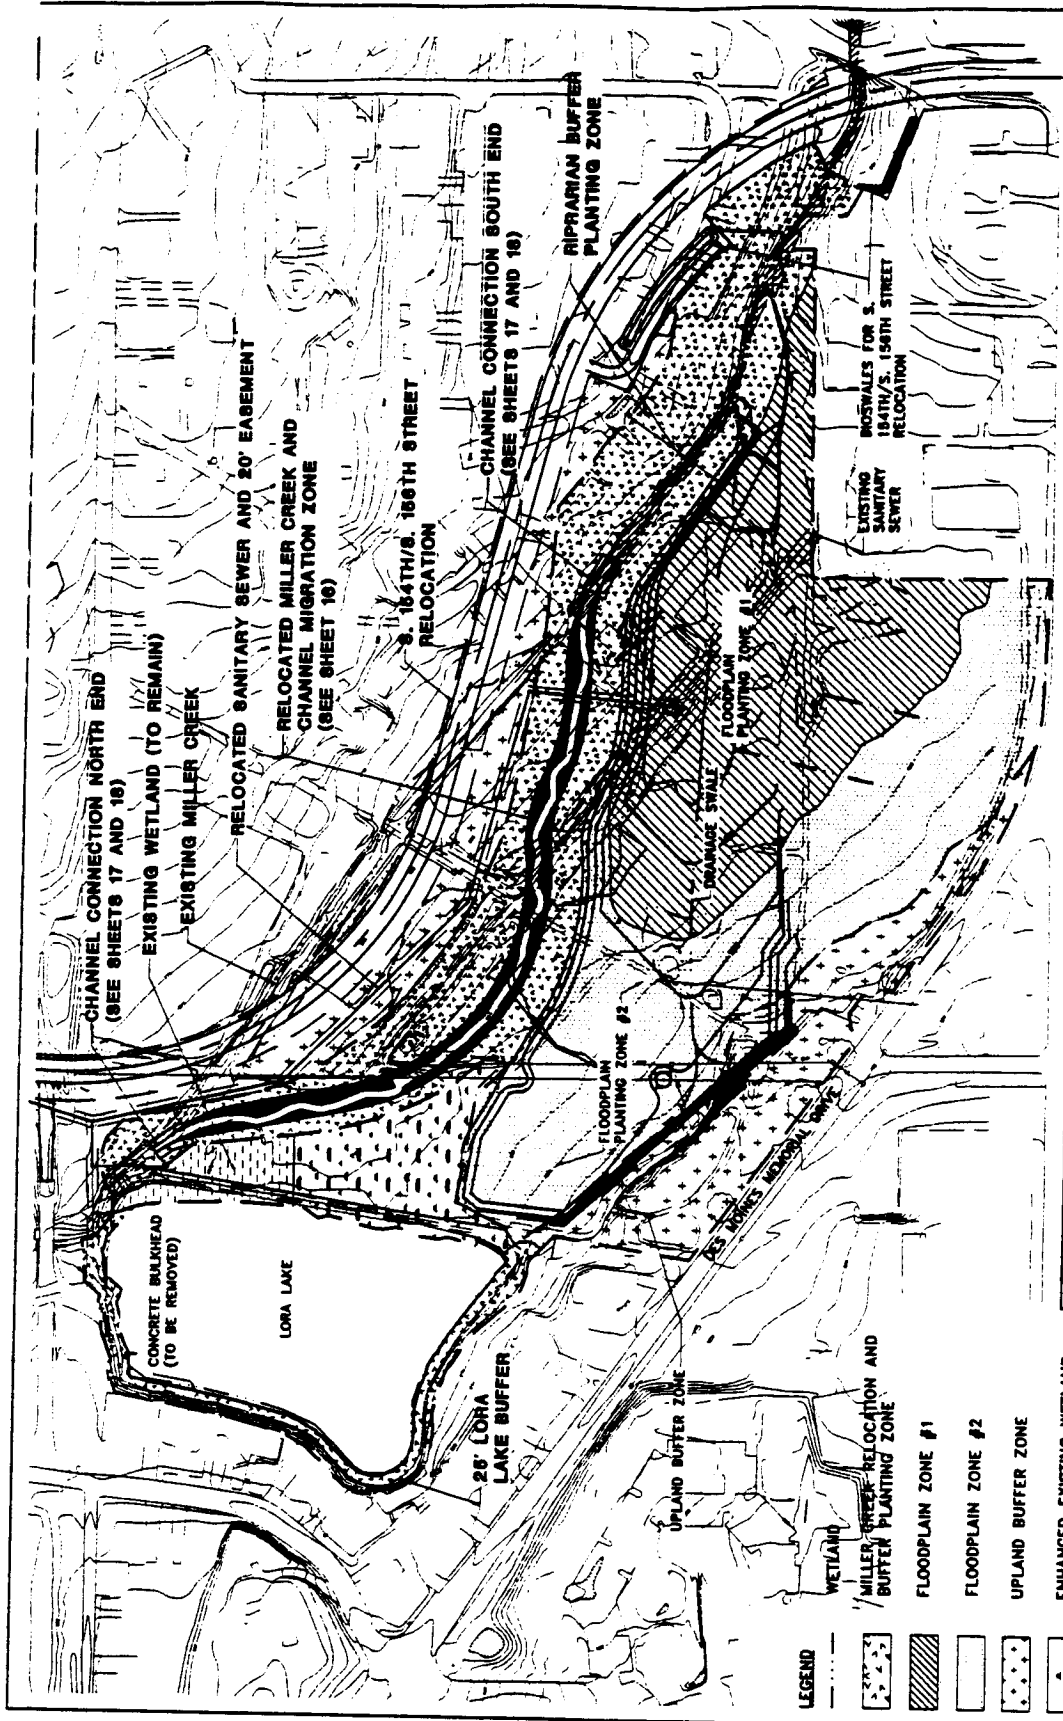 CHANNEL CONNECTION NORTH END
(SEE SHEETS 17 AND 18)
EXISTING WETLAND (TO REMAIN)
EXISTING MILLER CREEK
RELOCATED SANITARY SEWER AND 20' EASEMENT
RELOCATED MILLER CREEK AND
CHANNEL MIGRATION ZONE
(SEE SHEET 16)
S. 154TH/S. 156TH STREET
RELOCATION
CHANNEL CONNECTION SOUTH END
(SEE SHEETS 17 AND 18)
RIPRARIAN BUFFER
PLANTING ZONE
CONCRETE BULKHEAD
(TO BE REMOVED)
LORA LAKE
25' LORA
LAKE BUFFER
UPLAND BUFFER ZONE
FLOODPLAIN
PLANTING ZONE #2
DES MOINES MEMORIAL DRIVE
DRAINAGE SWALE
FLOODPLAIN
PLANTING ZONE #1
EXISTING
SANITARY
SEWER
BIOSWALES FOR S.
154TH/S. 156TH STREET
RELOCATION
LEGEND
WETLAND
MILLER CREEK RELOCATION AND
BUFFER PLANTING ZONE
FLOODPLAIN ZONE #1
FLOODPLAIN ZONE #2
UPLAND BUFFER ZONE
ENHANCED EXISTING WETLAND